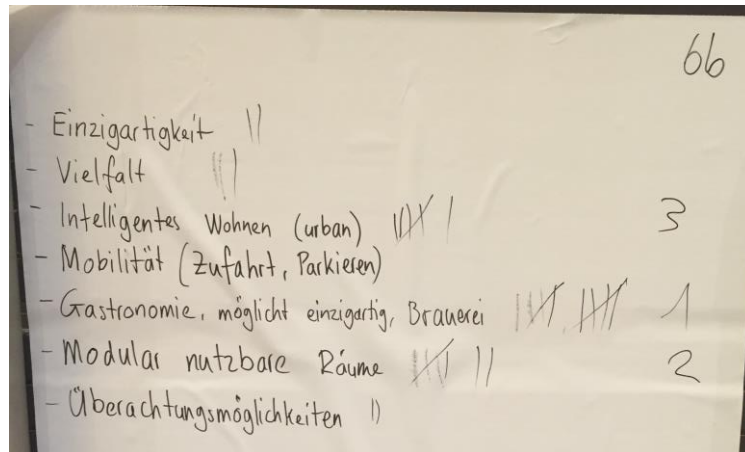 66
- Einzigartigkeit ||
- Vielfalt |||
- Intelligentes Wohnen (urban) 𝍸 | 3
- Mobilität (Zufahrt, Parkieren)
- Gastronomie, möglicht einzigartig, Brauerei 𝍸 𝍸 1
- Modular nutzbare Räume 𝍸 || 2
- Überachtungsmöglichkeiten ||